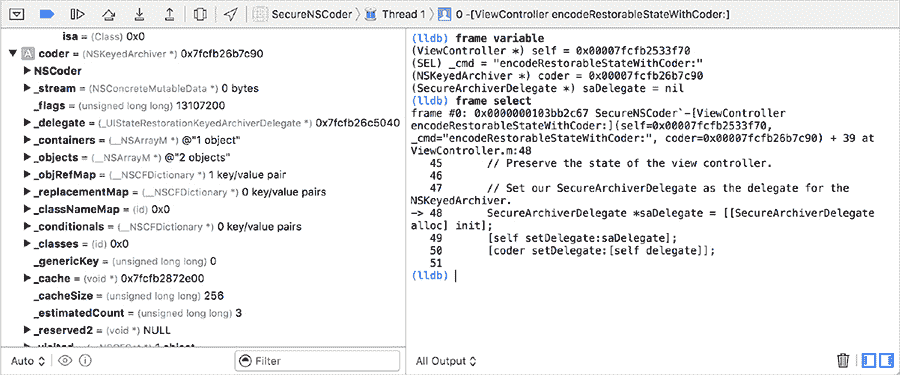 SecureNSCoder Thread 1 0 -[ViewController encodeRestorableStateWithCoder:]
isa = (Class) 0x0
A coder = (NSKeyedArchiver *) 0x7fcfb26b7c90
NSCoder
_stream = (NSConcreteMutableData *) 0 bytes
_flags = (unsigned long long) 13107200
_delegate = (_UIStateRestorationKeyedArchiverDelegate *) 0x7fcfb26c5040
_containers = (__NSArrayM *) @"1 object"
_objects = (__NSArrayM *) @"2 objects"
_objRefMap = (__NSCFDictionary *) 1 key/value pair
_replacementMap = (__NSCFDictionary *) 0 key/value pairs
_classNameMap = (id) 0x0
_conditionals = (__NSCFDictionary *) 0 key/value pairs
_classes = (id) 0x0
_genericKey = (unsigned long long) 0
_cache = (void *) 0x7fcfb2872e00
_cacheSize = (unsigned long long) 256
_estimatedCount = (unsigned long long) 3
_reserved2 = (void *) NULL
Auto
Filter
(lldb) frame variable
(ViewController *) self = 0x00007fcfb2533f70
(SEL) _cmd = "encodeRestorableStateWithCoder:"
(NSKeyedArchiver *) coder = 0x00007fcfb26b7c90
(SecureArchiverDelegate *) saDelegate = nil
(lldb) frame select
frame #0: 0x0000000103bb2c67 SecureNSCoder`-[ViewController
encodeRestorableStateWithCoder:](self=0x00007fcfb2533f70,
_cmd="encodeRestorableStateWithCoder:", coder=0x00007fcfb26b7c90) + 39 at
ViewController.m:48
45 // Preserve the state of the view controller.
46
47 // Set our SecureArchiverDelegate as the delegate for the
NSKeyedArchiver.
-> 48 SecureArchiverDelegate *saDelegate = [[SecureArchiverDelegate
alloc] init];
49 [self setDelegate:saDelegate];
50 [coder setDelegate:[self delegate]];
51
(lldb)
All Output